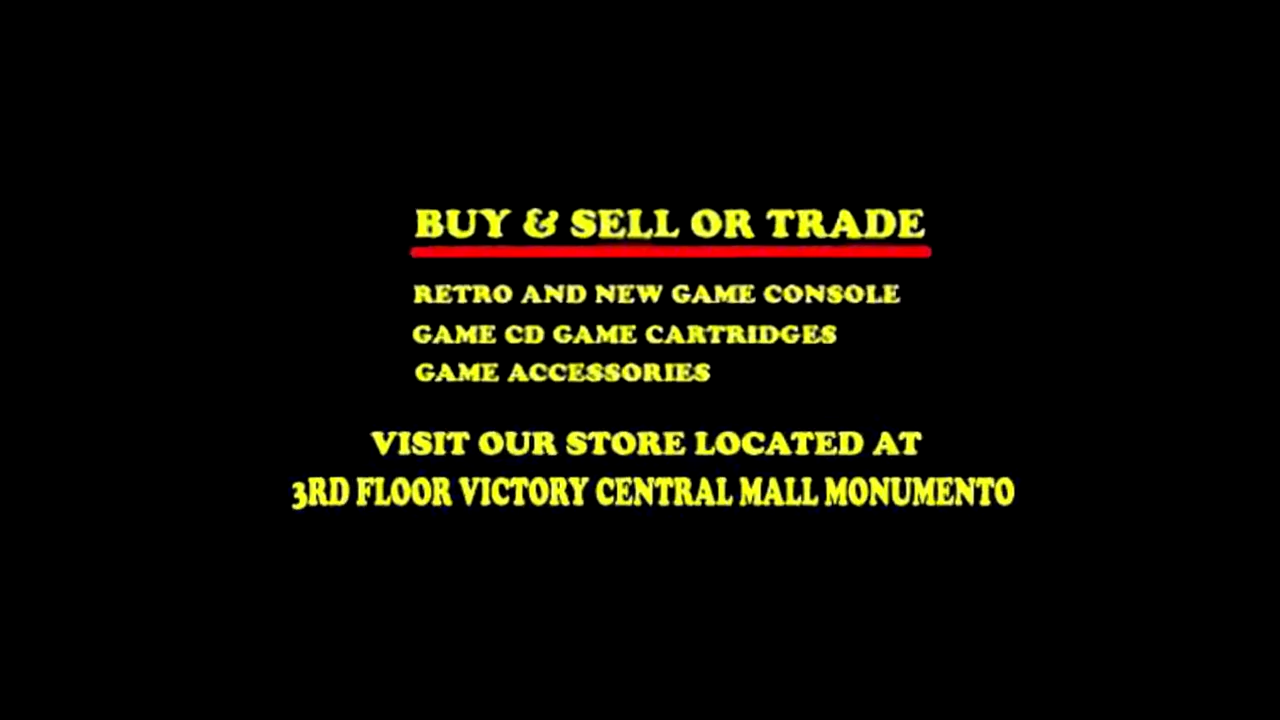 BUY & SELL OR TRADE
RETRO AND NEW GAME CONSOLE
GAME CD GAME CARTRIDGES
GAME ACCESSORIES
VISIT OUR STORE LOCATED AT
3RD FLOOR VICTORY CENTRAL MALL MONUMENTO